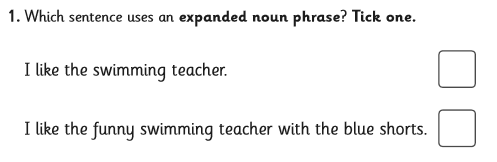 1. Which sentence uses an expanded noun phrase? Tick one.
I like the swimming teacher.
I like the funny swimming teacher with the blue shorts.